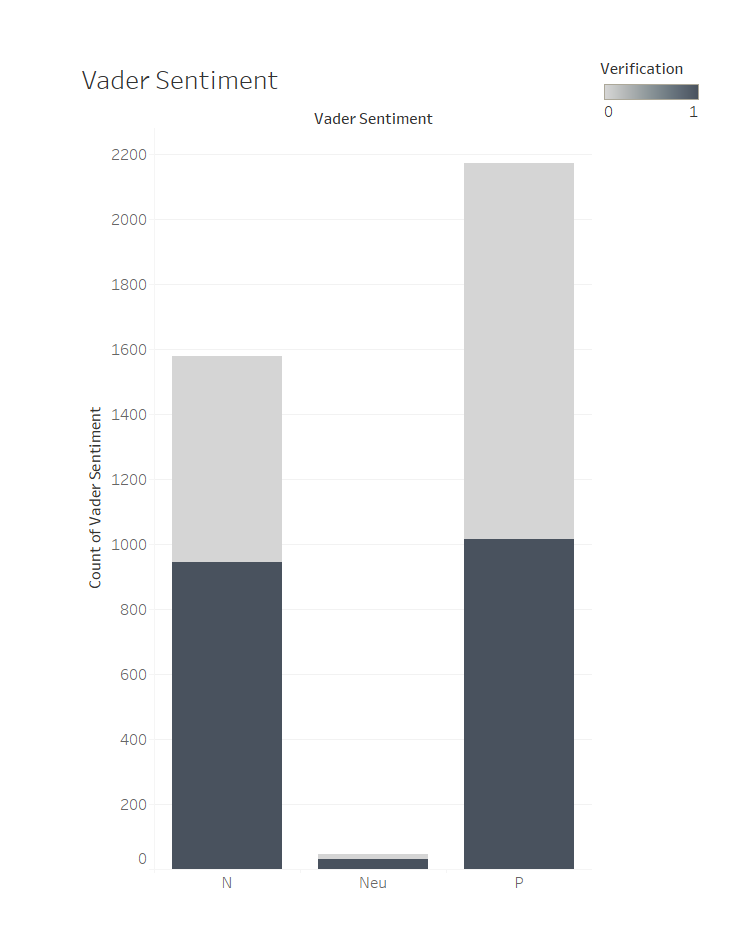 Vader Sentiment
Verification
0 1
Vader Sentiment
Count of Vader Sentiment
2200
2000
1800
1600
1400
1200
1000
800
600
400
200
0
N Neu P